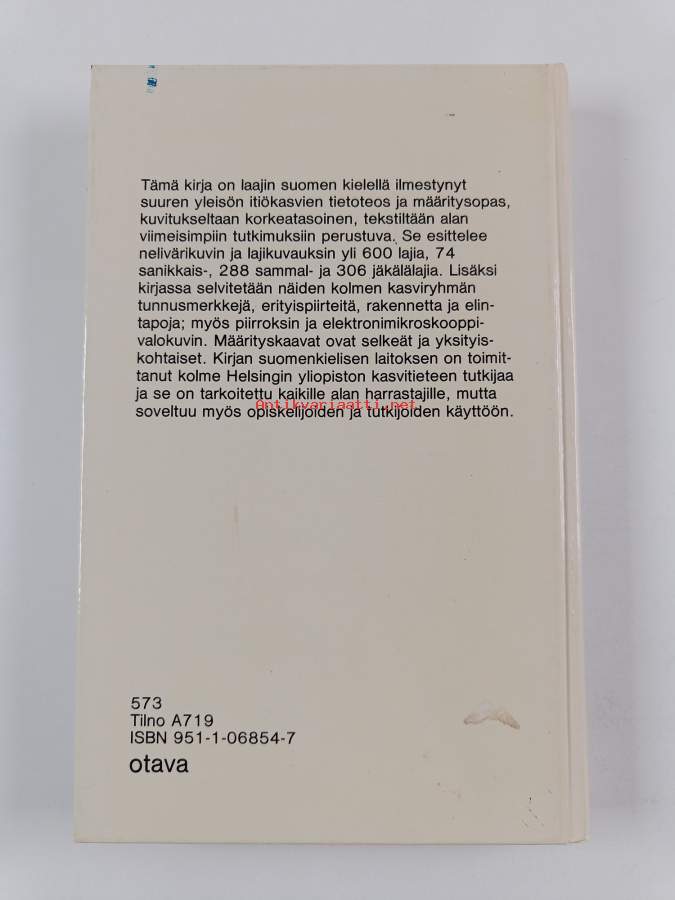 Tämä kirja on laajin suomen kielellä ilmestynyt
suuren yleisön itiökasvien tietoteos ja määritysopas,
kuvitukseltaan korkeatasoinen, tekstiltään alan
viimeisimpiin tutkimuksiin perustuva. Se esittelee
nelivärikuvin ja lajikuvauksin yli 600 lajia, 74
sanikkais-, 288 sammal- ja 306 jäkälälajia. Lisäksi
kirjassa selvitetään näiden kolmen kasviryhmän
tunnusmerkkejä, erityispiirteitä, rakennetta ja elin-
tapoja; myös piirroksin ja elektronimikroskooppi-
valokuvin. Määrityskaavat ovat selkeät ja yksityis-
kohtaiset. Kirjan suomenkielisen laitoksen on toimit-
tanut kolme Helsingin yliopiston kasvitieteen tutkijaa
ja se on tarkoitettu kaikille alan harrastajille, mutta
Antikvariaatti.net
soveltuu myös opiskelijoiden ja tutkijoiden käyttöön.
573
Tilno A719
ISBN 951-1-06854-7
otava